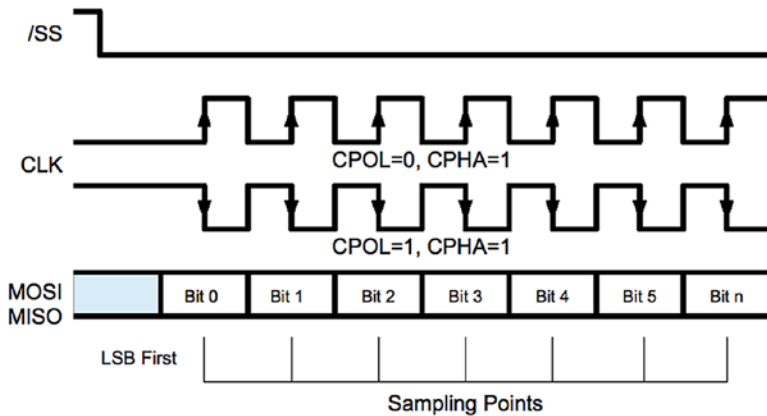 /SS
CPOL=0, CPHA=1
CLK
CPOL=1, CPHA=1
MOSI
MISO
Bit 0 Bit 1 Bit 2 Bit 3 Bit 4 Bit 5 Bit n
LSB First
Sampling Points